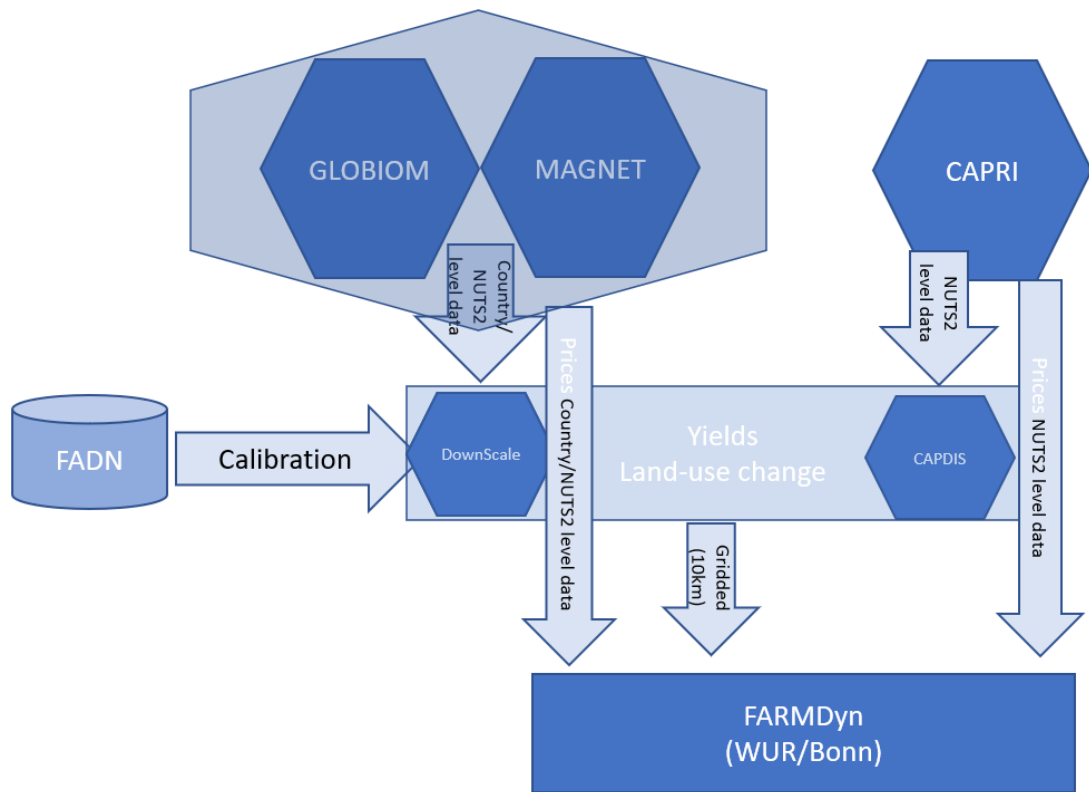 GLOBIOM
MAGNET
CAPRI
Country/
NUTS2
level data
NUTS2
level data
Prices Country/NUTS2 level data
Prices NUTS2 level data
FADN
Calibration
DownScale
Yields
Land-use change
CAPDIS
Gridded
(10km)
FARMDyn
(WUR/Bonn)